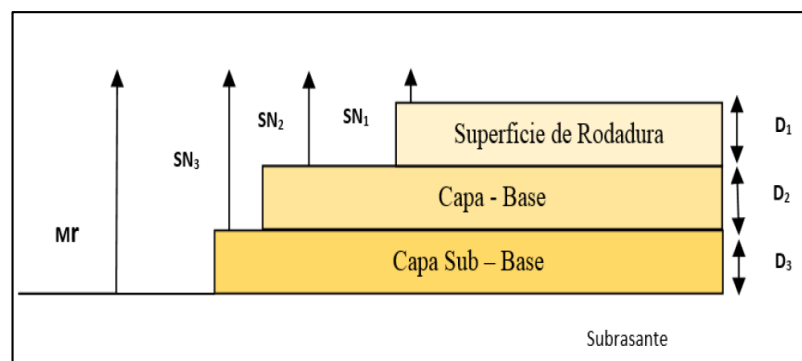 Superficie de Rodadura
D1
SN1
SN2
Capa - Base
D2
SN3
Mr
Capa Sub – Base
D3
Subrasante